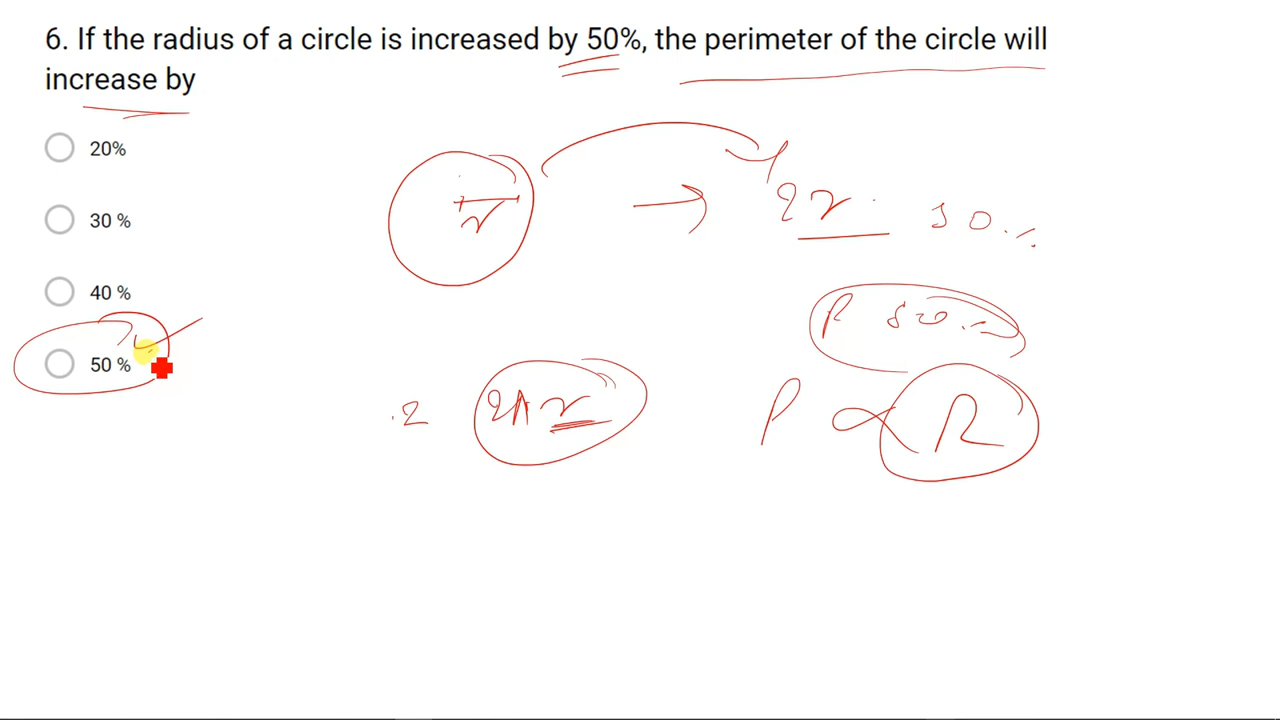 6. If the radius of a circle is increased by 50%, the perimeter of the circle will
increase by
20%
30 %
40 %
50 %
r
2r
50%
P 50%
2
2πr
P ∝ R